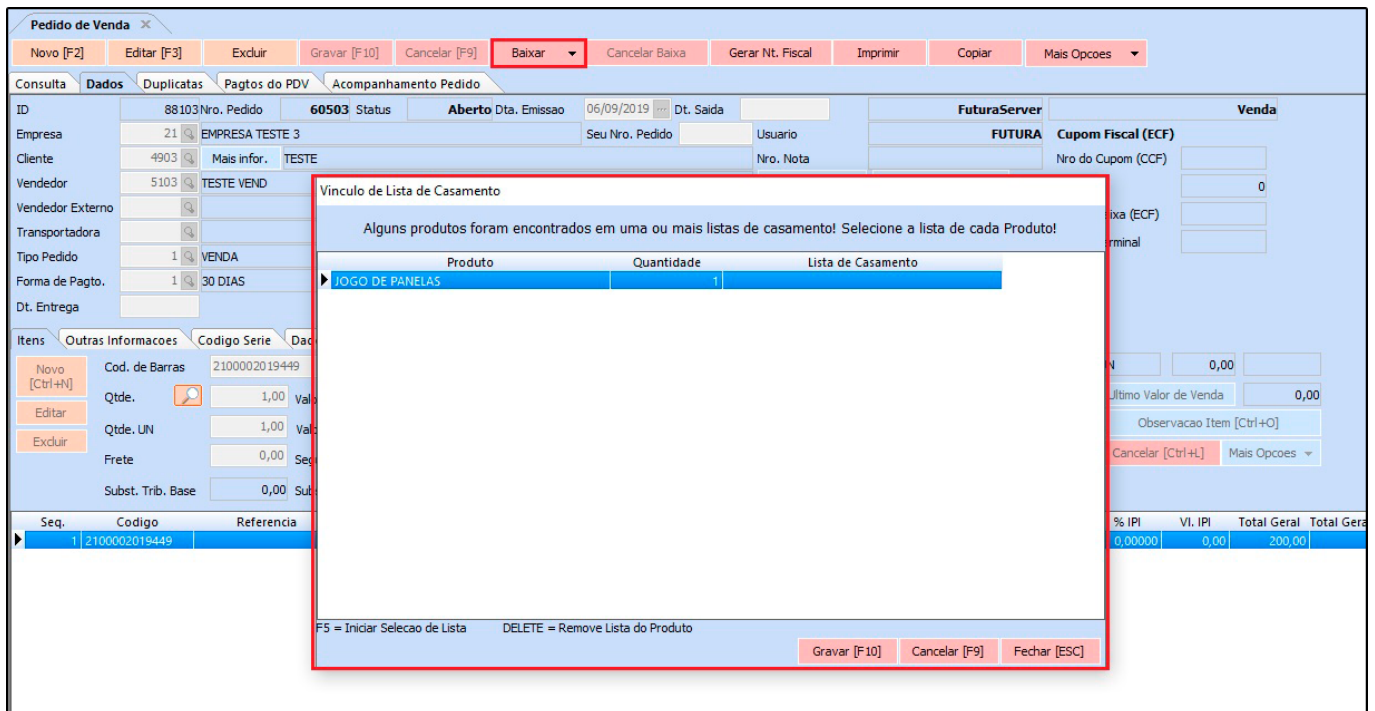 Pedido de Venda ×
Novo [F2] Editar [F3] Excluir Gravar [F10] Cancelar [F9] Baixar Cancelar Baixa Gerar Nt. Fiscal Imprimir Copiar Mais Opcoes
Consulta Dados Duplicatas Pagtos do PDV Acompanhamento Pedido
ID 88103 Nro. Pedido 60503 Status Aberto Dta. Emissao 06/09/2019 ... Dt. Saida FuturaServer Venda
Empresa 21 EMPRESA TESTE 3 Seu Nro. Pedido Usuario FUTURA Cupom Fiscal (ECF)
Cliente 4903 Mais infor. TESTE Nro. Nota Nro do Cupom (CCF)
Vendedor 5103 TESTE VEND 0
Vendedor Externo (ECF)
Transportadora
Tipo Pedido 1 VENDA
Forma de Pagto. 1 30 DIAS
Dt. Entrega
Vinculo de Lista de Casamento
Alguns produtos foram encontrados em uma ou mais listas de casamento! Selecione a lista de cada Produto!
Produto Quantidade Lista de Casamento
JOGO DE PANELAS 1
F5 = Iniciar Selecao de Lista DELETE = Remove Lista do Produto
Gravar [F10] Cancelar [F9] Fechar [ESC]
Itens Outras Informacoes Codigo Serie
Novo [Ctrl+N] Cod. de Barras 2100002019449 0,00
Editar Qtde. 1,00 Ultimo Valor de Venda 0,00
Excluir Qtde. UN 1,00 Observacao Item [Ctrl+O]
Frete 0,00 Cancelar [Ctrl+L] Mais Opcoes
Subst. Trib. Base 0,00
Seq. Codigo Referencia % IPI Vl. IPI Total Geral Total
1 2100002019449 0,00000 0,00 200,00